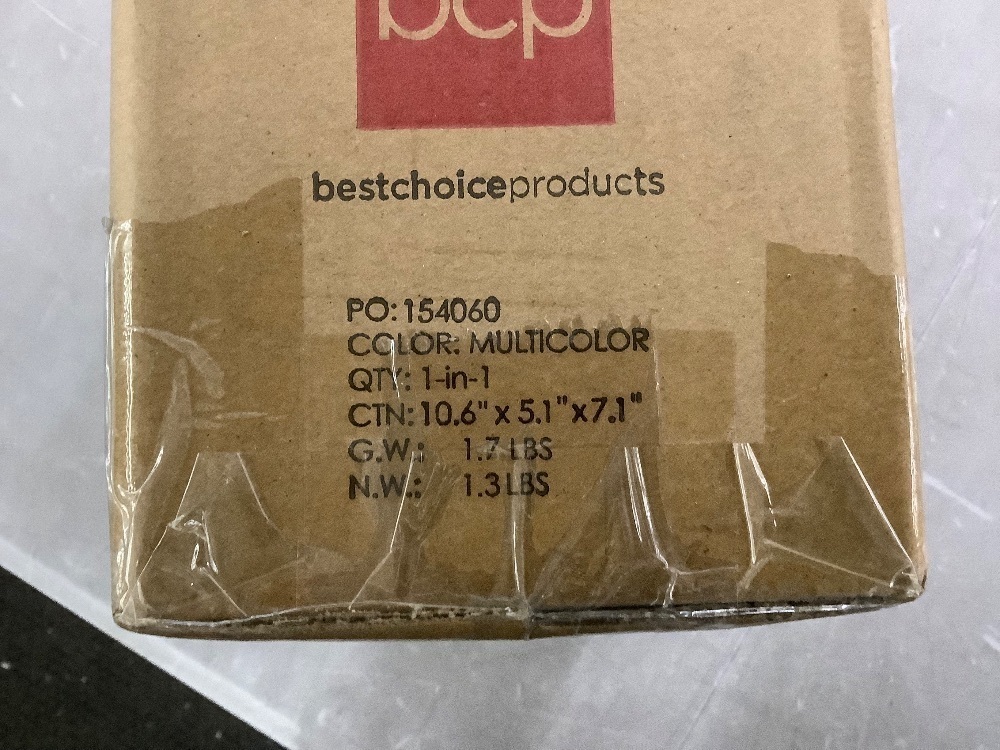 bcp
bestchoiceproducts
PO: 154060
COLOR: MULTICOLOR
QTY: 1-in-1
CTN: 10.6" x 5.1" x 7.1"
G.W.: 1.7 LBS
N.W.: 1.3 LBS